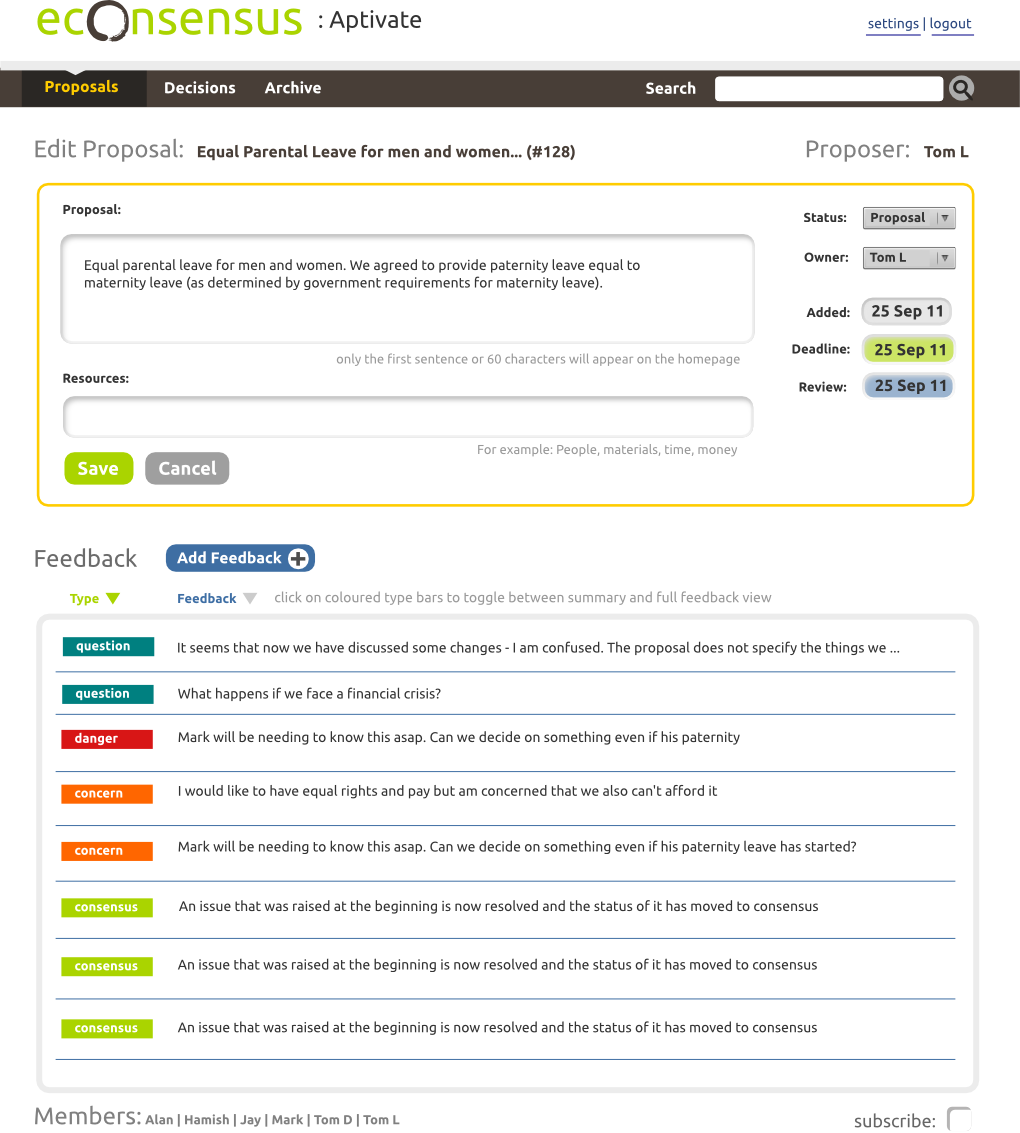 econsensus : Aptivate
settings | logout
Proposals Decisions Archive Search
Edit Proposal: Equal Parental Leave for men and women... (#128) Proposer: Tom L
Proposal:
Equal parental leave for men and women. We agreed to provide paternity leave equal to
maternity leave (as determined by government requirements for maternity leave).
only the first sentence or 60 characters will appear on the homepage
Resources:
For example: People, materials, time, money
Save Cancel
Status: Proposal
Owner: Tom L
Added: 25 Sep 11
Deadline: 25 Sep 11
Review: 25 Sep 11
Feedback Add Feedback
Type Feedback click on coloured type bars to toggle between summary and full feedback view
question It seems that now we have discussed some changes - I am confused. The proposal does not specify the things we ...
question What happens if we face a financial crisis?
danger Mark will be needing to know this asap. Can we decide on something even if his paternity
concern I would like to have equal rights and pay but am concerned that we also can't afford it
concern Mark will be needing to know this asap. Can we decide on something even if his paternity leave has started?
consensus An issue that was raised at the beginning is now resolved and the status of it has moved to consensus
consensus An issue that was raised at the beginning is now resolved and the status of it has moved to consensus
consensus An issue that was raised at the beginning is now resolved and the status of it has moved to consensus
Members: Alan | Hamish | Jay | Mark | Tom D | Tom L
subscribe: